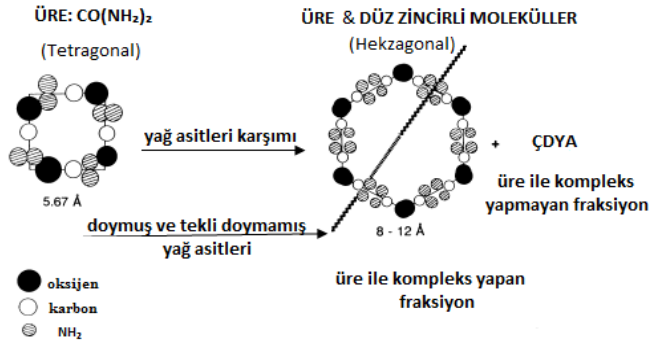 ÜRE: CO(NH₂)₂
(Tetragonal)
5.67 Å
yağ asitleri karşımı
doymuş ve tekli doymamış
yağ asitleri
ÜRE & DÜZ ZİNCİRLİ MOLEKÜLLER
(Hekzagonal)
8 - 12 Å
+ ÇDYA
üre ile kompleks
yapmayan fraksiyon
üre ile kompleks yapan
fraksiyon
oksijen
karbon
NH₂